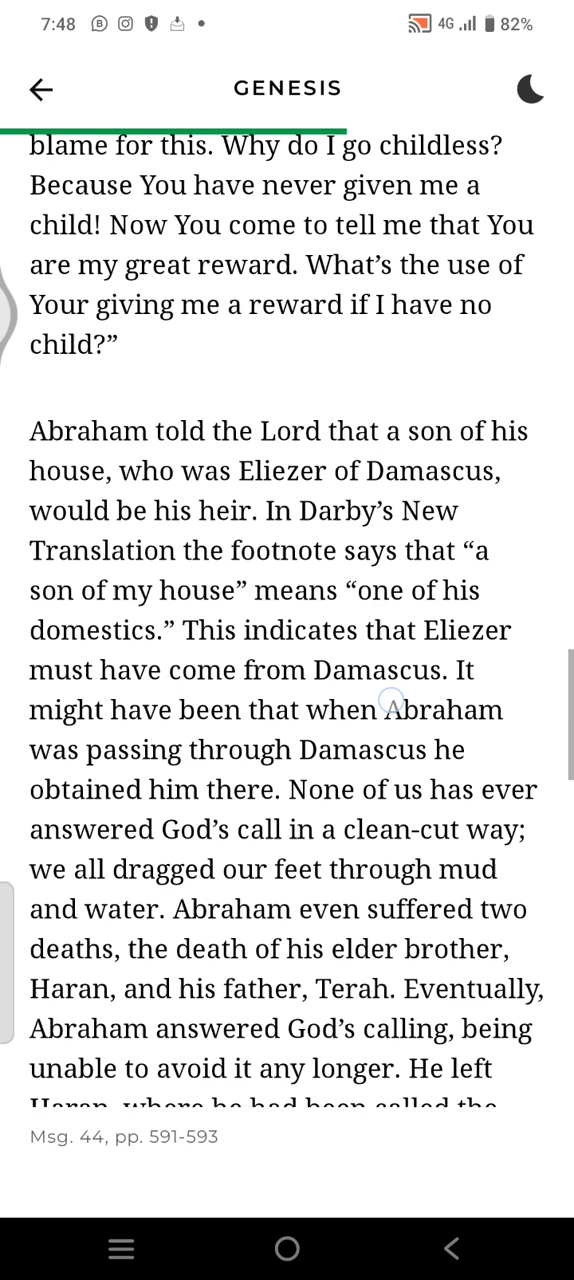 7:48
4G
82%
GENESIS
blame for this. Why do I go childless?
Because You have never given me a
child! Now You come to tell me that You
are my great reward. What’s the use of
Your giving me a reward if I have no
child?”
Abraham told the Lord that a son of his
house, who was Eliezer of Damascus,
would be his heir. In Darby’s New
Translation the footnote says that “a
son of my house” means “one of his
domestics.” This indicates that Eliezer
must have come from Damascus. It
might have been that when Abraham
was passing through Damascus he
obtained him there. None of us has ever
answered God’s call in a clean-cut way;
we all dragged our feet through mud
and water. Abraham even suffered two
deaths, the death of his elder brother,
Haran, and his father, Terah. Eventually,
Abraham answered God’s calling, being
unable to avoid it any longer. He left
Haran, where he had been called the
Msg. 44, pp. 591-593